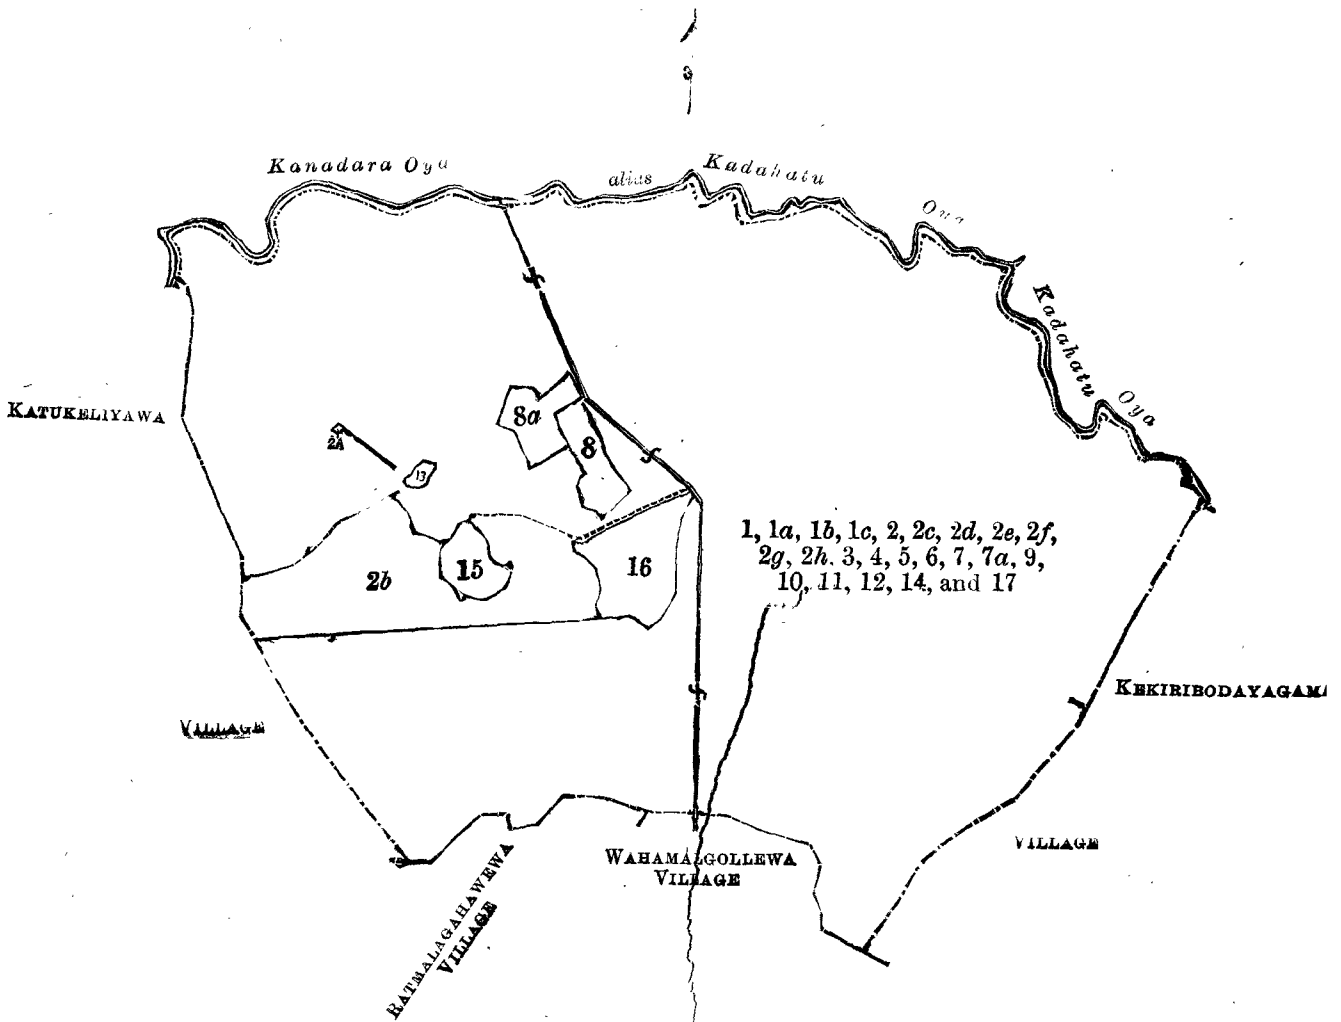 Kanadara Oya
alias
Kadahatu
Oya
Kadahatu
Oya
KATUKELIYAWA
8a
2A
8
13
1, 1a, 1b, 1c, 2, 2c, 2d, 2e, 2f,
2g, 2h. 3, 4, 5, 6, 7, 7a, 9,
10, 11, 12, 14, and 17
15
16
2b
KEKIRIBODAYAGAMA
VILLAGE
VILLAGE
WAHAMALGOLLEWA
VILLAGE
RATMALAGAHAWEWA
VILLAGE